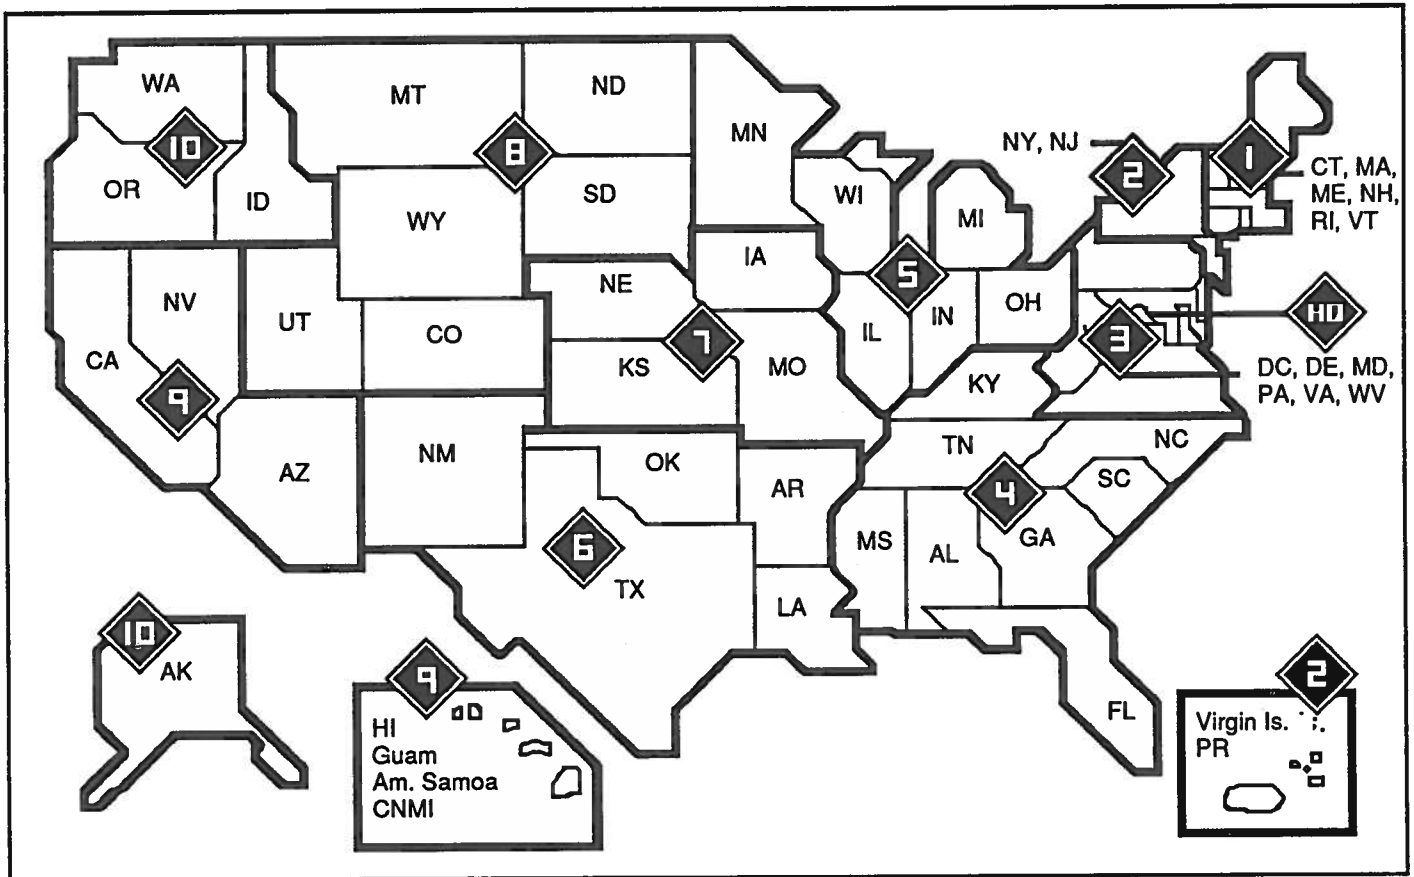 WA
MT
ND
MN
10
8
NY, NJ
2
1
CT, MA,
ME, NH,
RI, VT
OR
ID
WY
SD
WI
MI
NV
UT
CO
NE
IA
5
IL
IN
OH
3
HD
DC, DE, MD,
PA, VA, WV
CA
9
KS
7
MO
KY
AZ
NM
OK
AR
TN
NC
SC
4
6
TX
LA
MS
AL
GA
FL
10
AK
9
HI
Guam
Am. Samoa
CNMI
2
Virgin Is.
PR